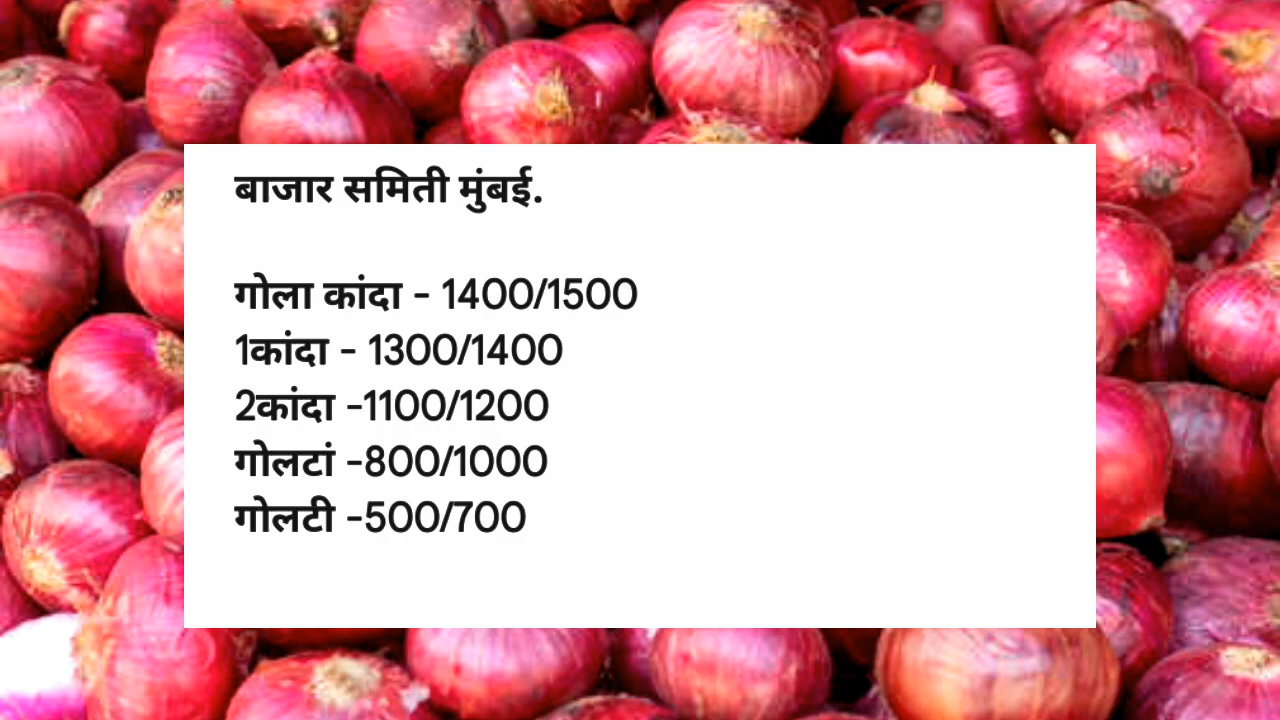 बाजार समिती मुंबई.
गोला कांदा - 1400/1500
1कांदा - 1300/1400
2कांदा -1100/1200
गोलटां -800/1000
गोलटी -500/700